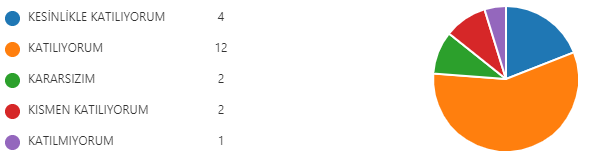 KESİNLİKLE KATILIYORUM 4
KATILIYORUM 12
KARARSIZIM 2
KISMEN KATILIYORUM 2
KATILMIYORUM 1